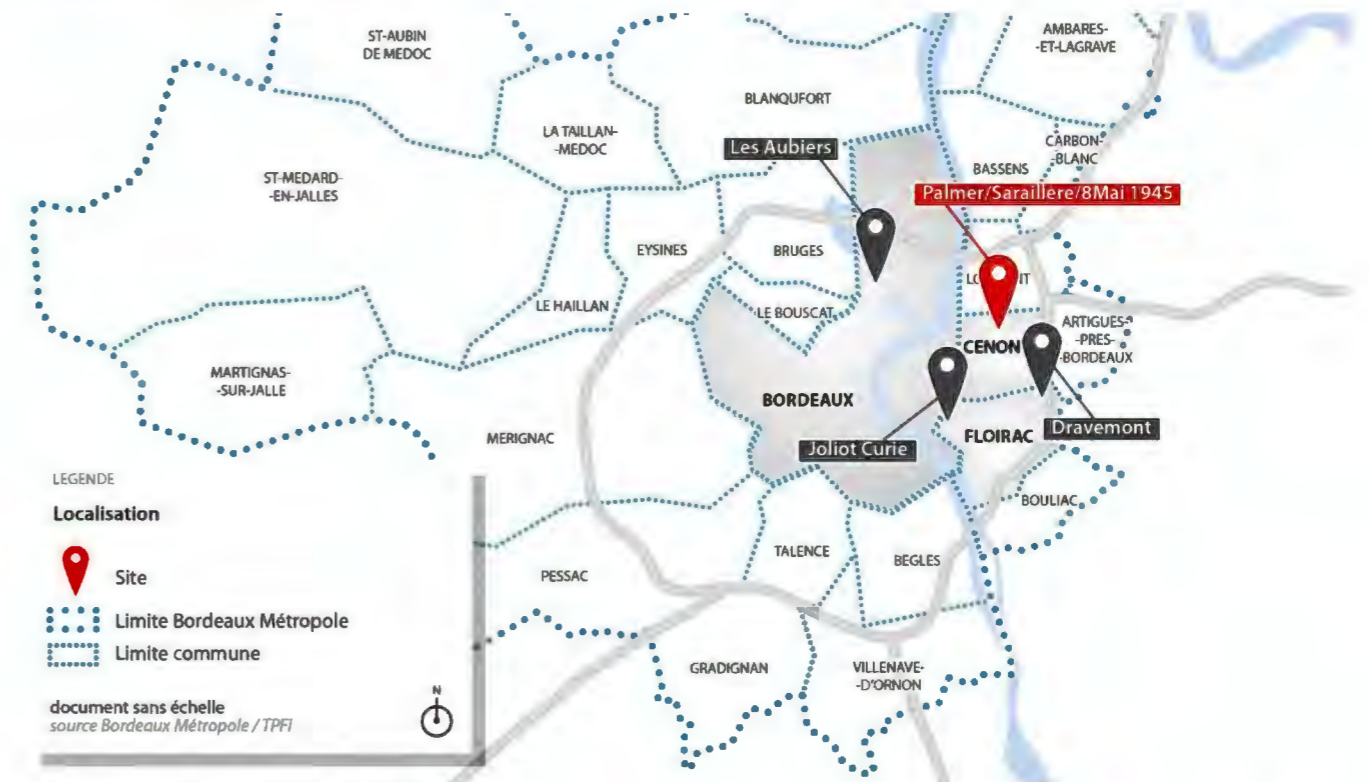 ST-AUBIN
DE MEDOC
AMBARES-
-ET-LAGRAVE
BLANQUFORT
LA TAILLAN-
-MEDOC
Les Aubiers
CARBON-
-BLANC
BASSENS
ST-MEDARD-
-EN-JALLES
Palmer/Saraillère/8Mai 1945
EYSINES
BRUGES
LE HAILLAN
LE BOUSCAT
ARTIGUES-
-PRES-
-BORDEAUX
CENON
MARTIGNAS-
-SUR-JALLE
BORDEAUX
MERIGNAC
Joliot Curie
FLOIRAC
Dravemont
BOULIAC
TALENCE
BEGLES
PESSAC
GRADIGNAN
VILLENAVE-
-D'ORNON
LEGENDE
Localisation
Site
Limite Bordeaux Métropole
Limite commune
document sans échelle
source Bordeaux Métropole / TPFI
N